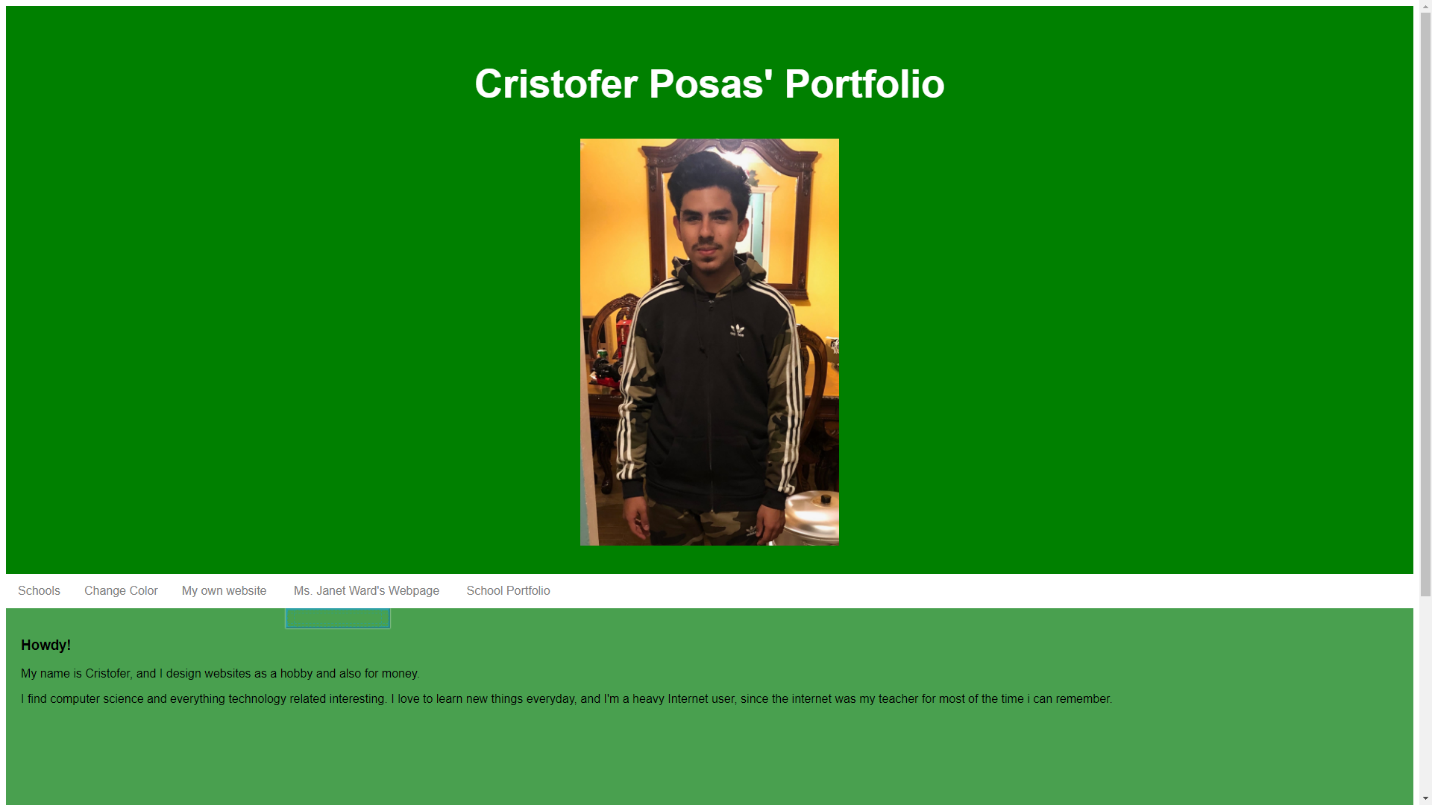 Cristofer Posas' Portfolio
Schools Change Color My own website Ms. Janet Ward's Webpage School Portfolio
Howdy!
My name is Cristofer, and I design websites as a hobby and also for money.
I find computer science and everything technology related interesting. I love to learn new things everyday, and I'm a heavy Internet user, since the internet was my teacher for most of the time i can remember.